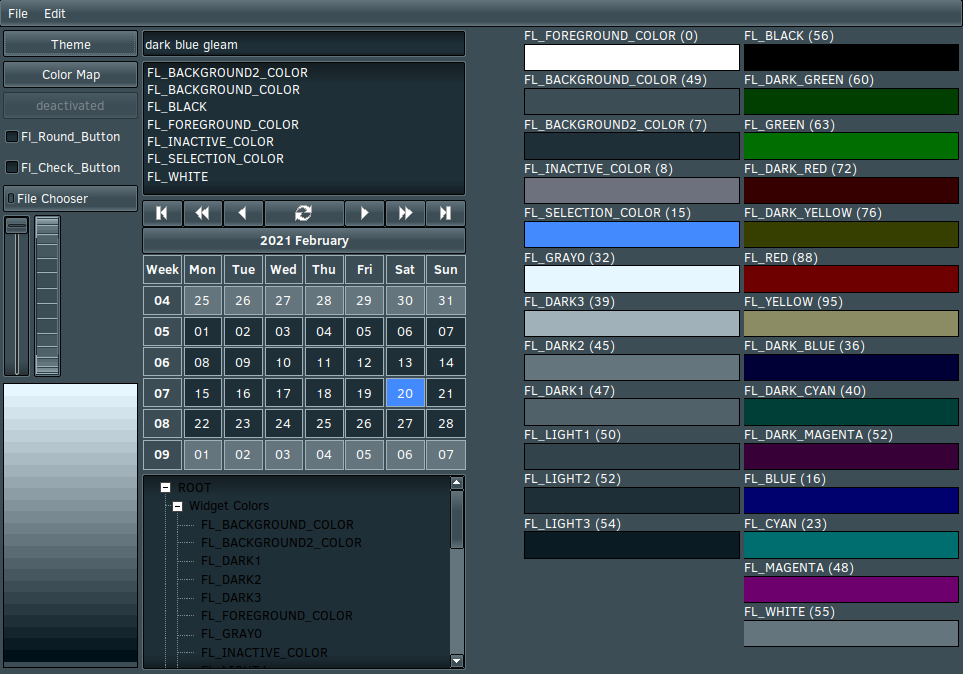 File Edit
Theme
Color Map
deactivated
Fl_Round_Button
Fl_Check_Button
File Chooser
dark blue gleam
FL_BACKGROUND2_COLOR
FL_BACKGROUND_COLOR
FL_BLACK
FL_FOREGROUND_COLOR
FL_INACTIVE_COLOR
FL_SELECTION_COLOR
FL_WHITE
2021 February
Week Mon Tue Wed Thu Fri Sat Sun
04 25 26 27 28 29 30 31
05 01 02 03 04 05 06 07
06 08 09 10 11 12 13 14
07 15 16 17 18 19 20 21
08 22 23 24 25 26 27 28
09 01 02 03 04 05 06 07
ROOT
Widget Colors
FL_BACKGROUND_COLOR
FL_BACKGROUND2_COLOR
FL_DARK1
FL_DARK2
FL_DARK3
FL_FOREGROUND_COLOR
FL_GRAY0
FL_INACTIVE_COLOR
FL_FOREGROUND_COLOR (0)
FL_BACKGROUND_COLOR (49)
FL_BACKGROUND2_COLOR (7)
FL_INACTIVE_COLOR (8)
FL_SELECTION_COLOR (15)
FL_GRAY0 (32)
FL_DARK3 (39)
FL_DARK2 (45)
FL_DARK1 (47)
FL_LIGHT1 (50)
FL_LIGHT2 (52)
FL_LIGHT3 (54)
FL_BLACK (56)
FL_DARK_GREEN (60)
FL_GREEN (63)
FL_DARK_RED (72)
FL_DARK_YELLOW (76)
FL_RED (88)
FL_YELLOW (95)
FL_DARK_BLUE (36)
FL_DARK_CYAN (40)
FL_DARK_MAGENTA (52)
FL_BLUE (16)
FL_CYAN (23)
FL_MAGENTA (48)
FL_WHITE (55)